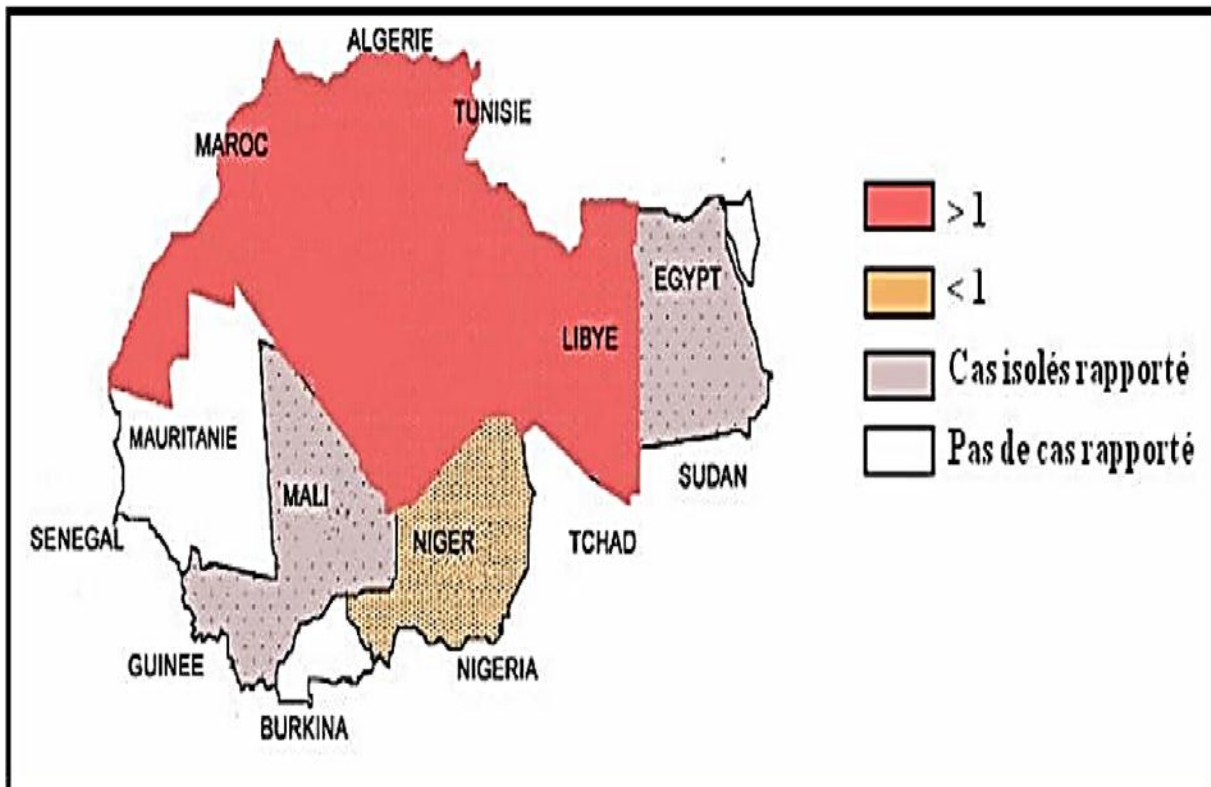 ALGERIE
TUNISIE
MAROC
EGYPT
LIBYE
MAURITANIE
MALI
SUDAN
SENEGAL
NIGER
TCHAD
GUINEE
NIGERIA
BURKINA
> 1
< 1
Cas isolés rapporté
Pas de cas rapporté